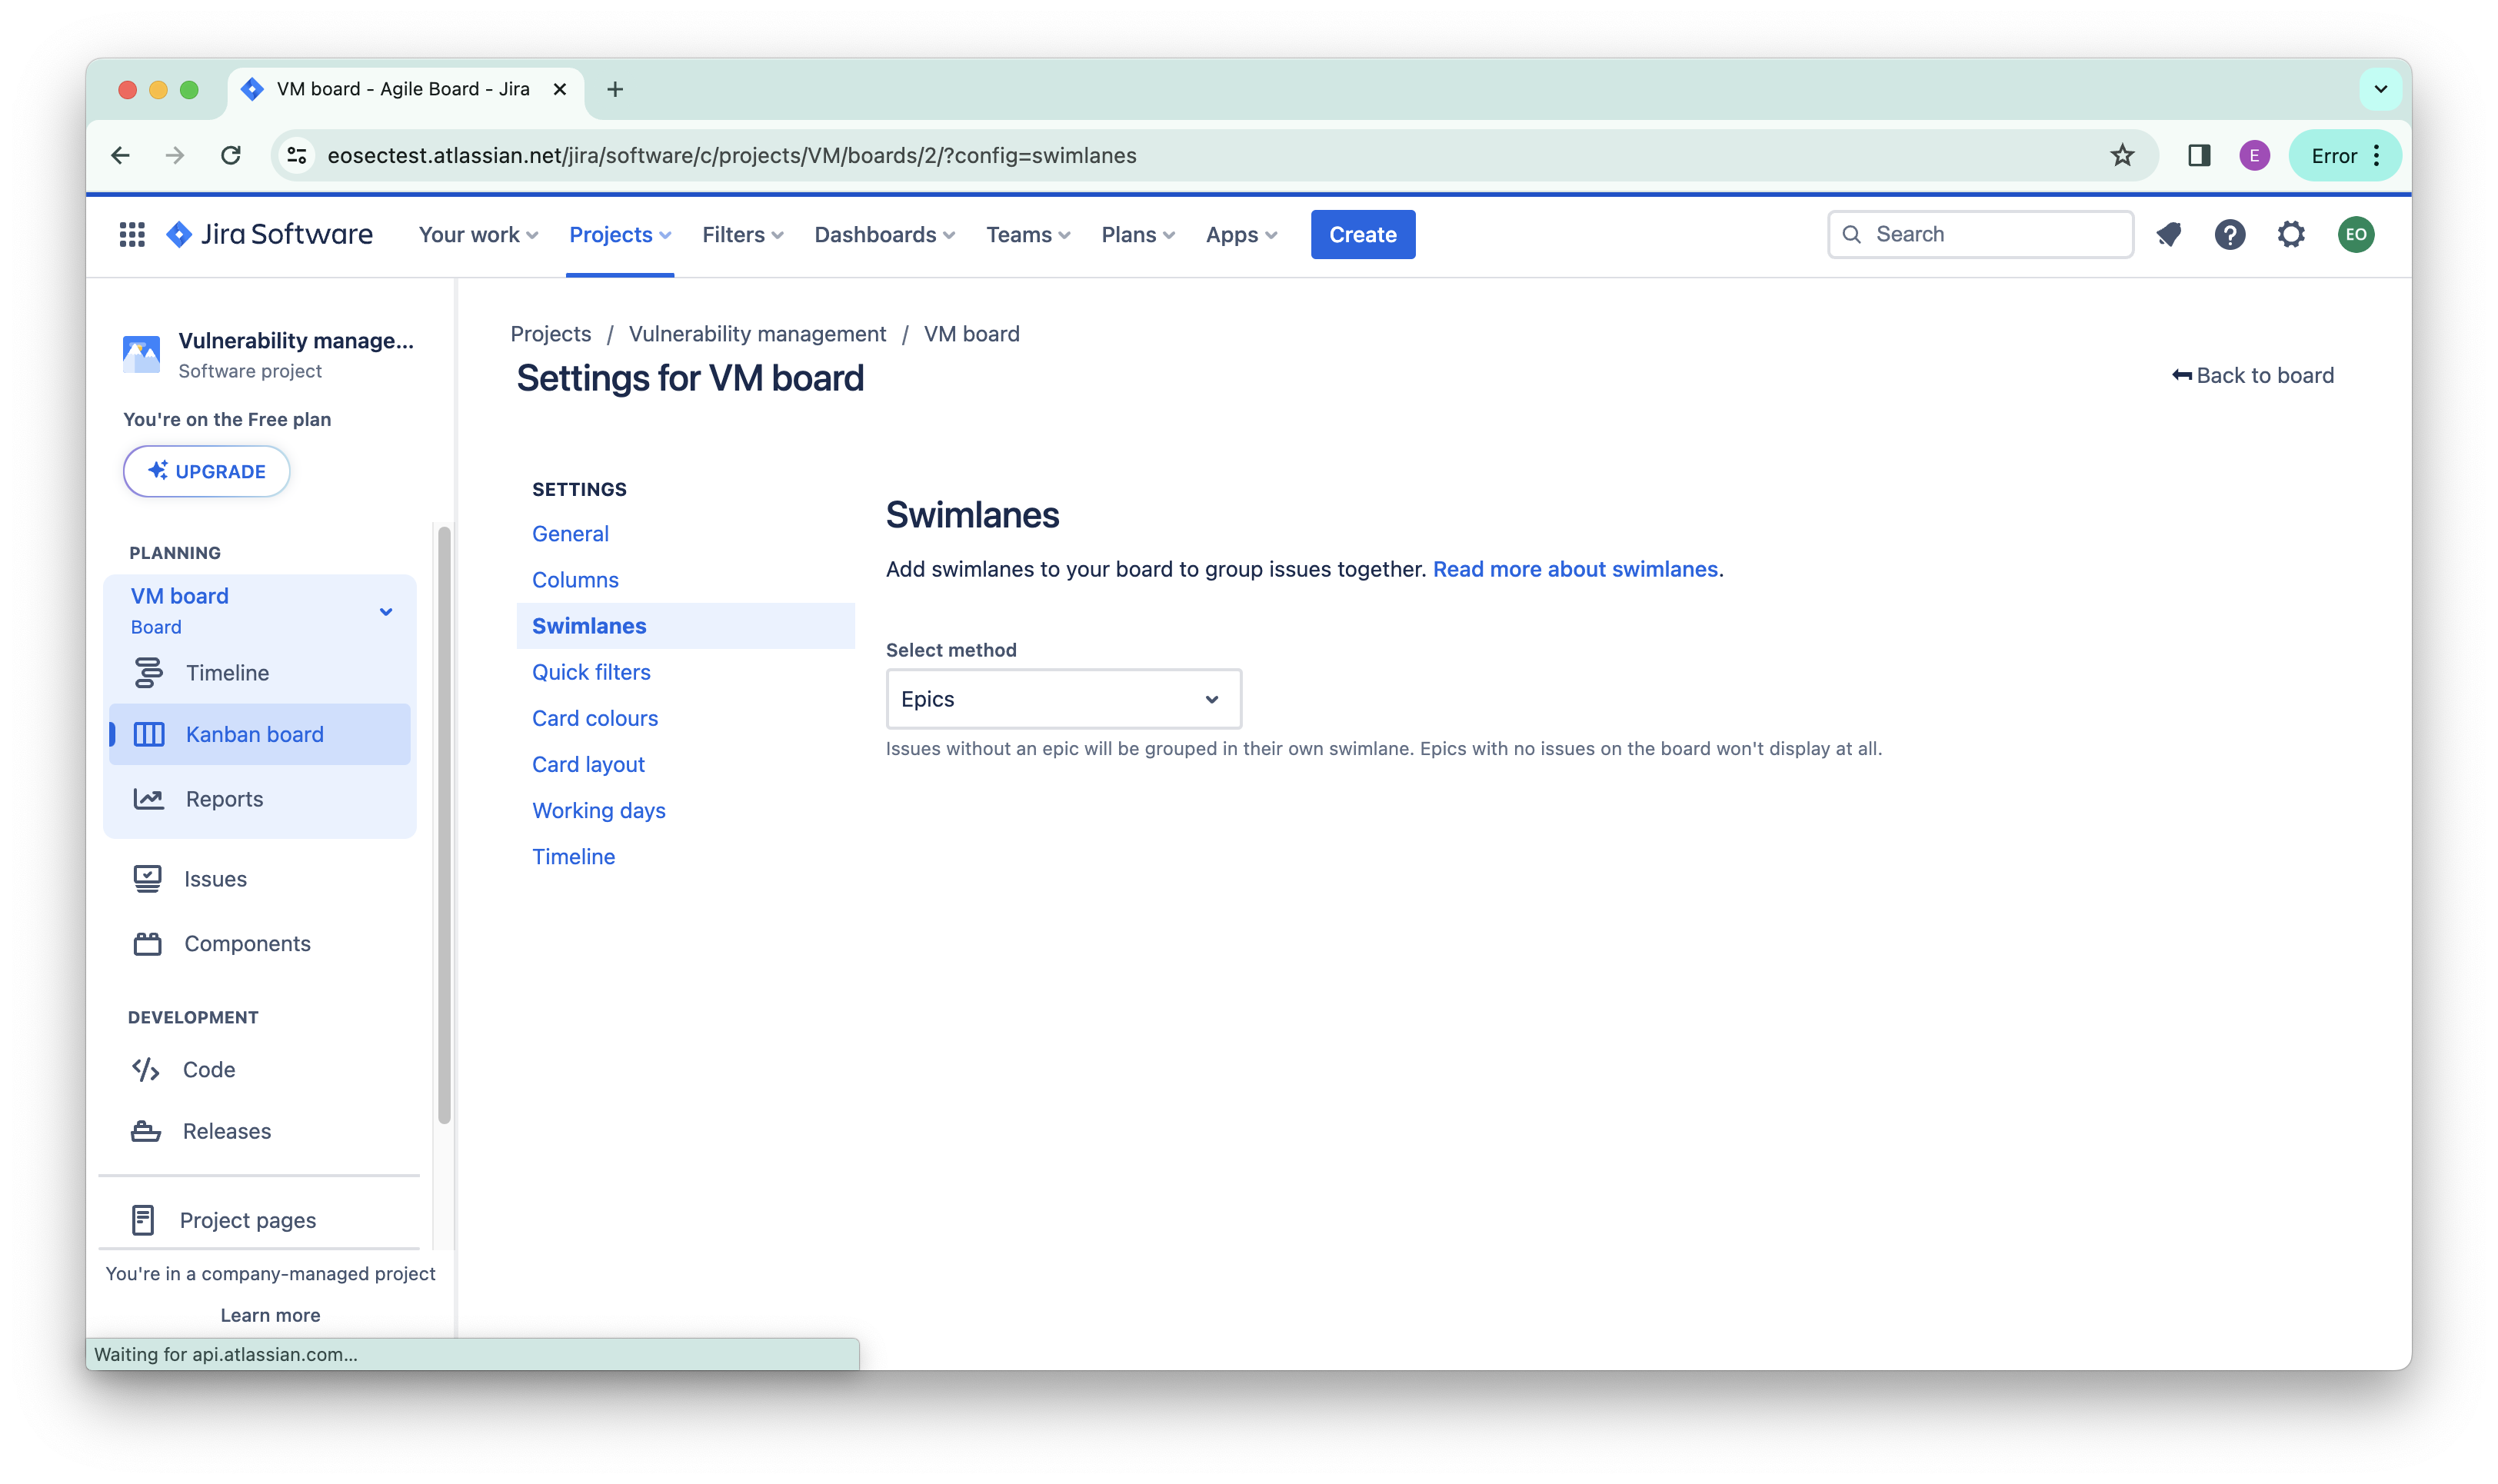 VM board - Agile Board - Jira
eosectest.atlassian.net/jira/software/c/projects/VM/boards/2/?config=swimlanes
E
Error
Jira Software
Your work
Projects
Filters
Dashboards
Teams
Plans
Apps
Create
Search
EO
Vulnerability manage...
Software project
You're on the Free plan
UPGRADE
PLANNING
VM board
Board
Timeline
Kanban board
Reports
Issues
Components
DEVELOPMENT
Code
Releases
Project pages
You're in a company-managed project
Learn more
Waiting for api.atlassian.com...
Projects / Vulnerability management / VM board
Settings for VM board
Back to board
SETTINGS
General
Columns
Swimlanes
Quick filters
Card colours
Card layout
Working days
Timeline
Swimlanes
Add swimlanes to your board to group issues together. Read more about swimlanes.
Select method
Epics
Issues without an epic will be grouped in their own swimlane. Epics with no issues on the board won't display at all.